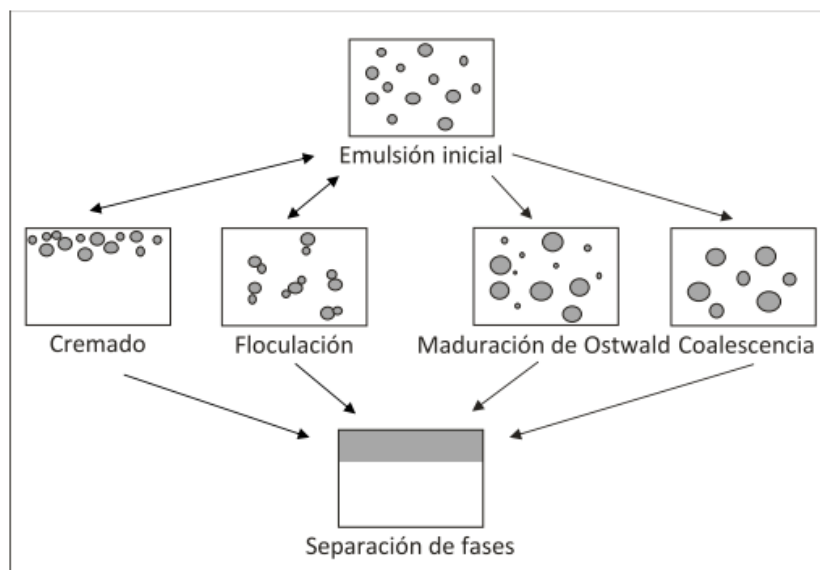 Emulsión inicial
Cremado
Floculación
Maduración de Ostwald
Coalescencia
Separación de fases